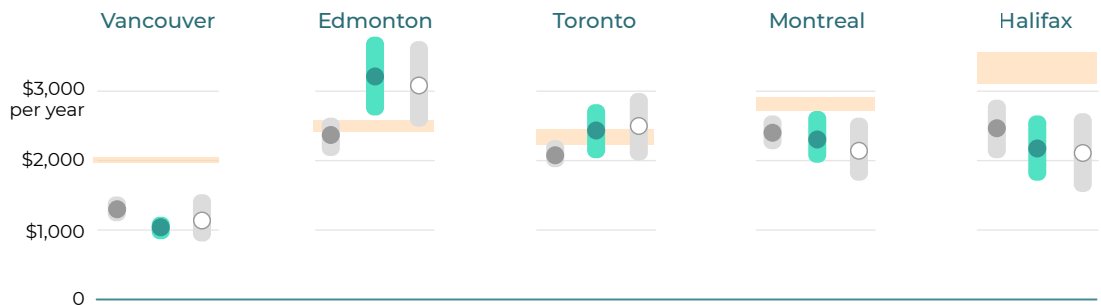 Vancouver
Edmonton
Toronto
Montreal
Halifax
$3,000
per year
$2,000
$1,000
0